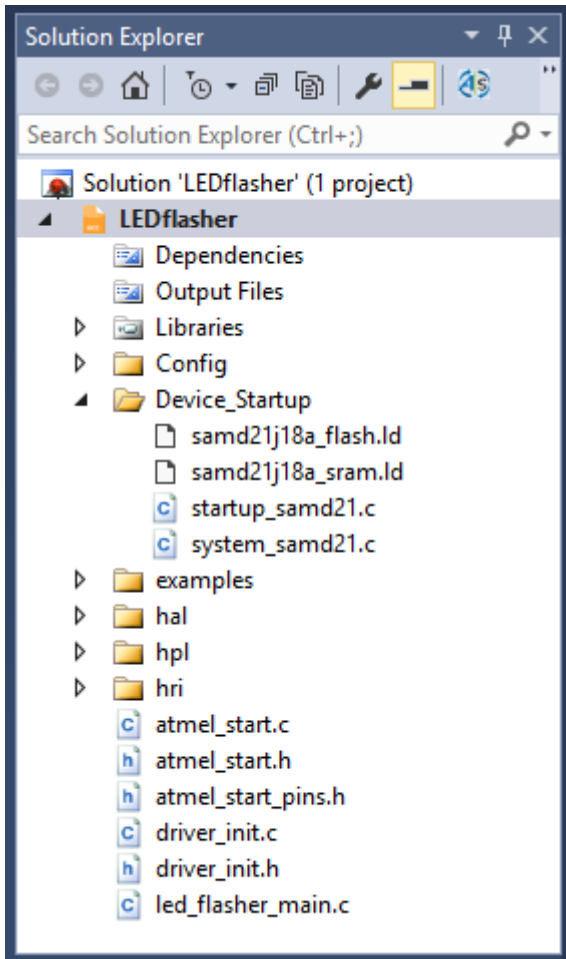 Solution Explorer
Search Solution Explorer (Ctrl+;)
Solution 'LEDflasher' (1 project)
LEDflasher
Dependencies
Output Files
Libraries
Config
Device_Startup
samd21j18a_flash.ld
samd21j18a_sram.ld
startup_samd21.c
system_samd21.c
examples
hal
hpl
hri
atmel_start.c
atmel_start.h
atmel_start_pins.h
driver_init.c
driver_init.h
led_flasher_main.c